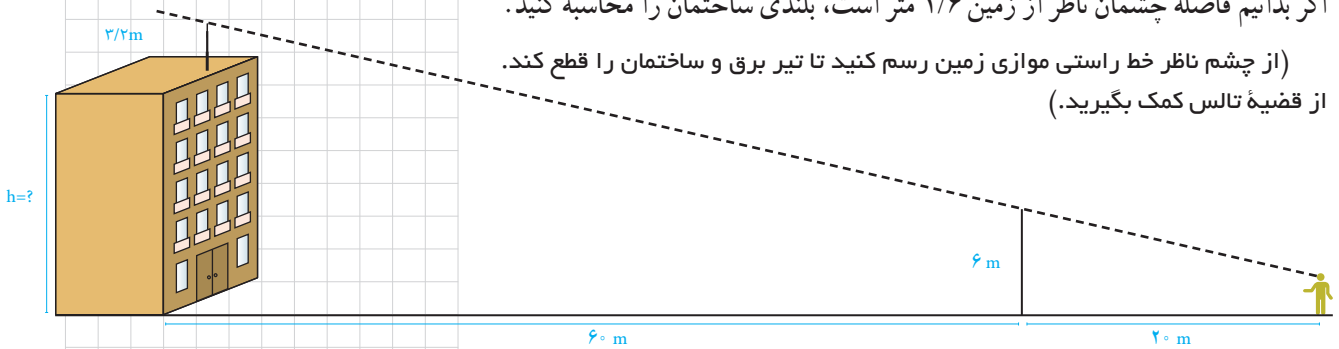 اگر بدانیم فاصله چشمان ناظر از زمین ۱/۶ متر است، بلندی ساختمان را محاسبه کنید.
(از چشم ناظر خط راستی موازی زمین رسم کنید تا تیر برق و ساختمان را قطع کند.
از قضیهٔ تالس کمک بگیرید.)
۳/۲m
h=?
۶ m
۶۰ m
۲۰ m